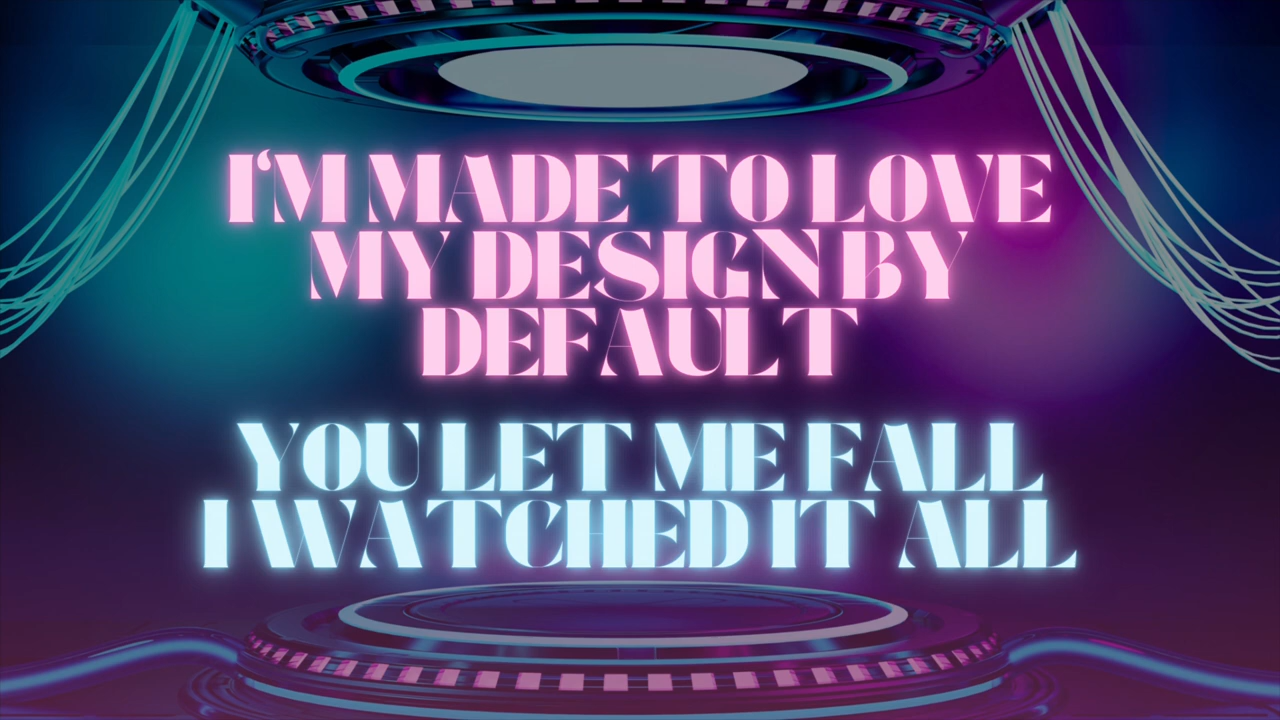 I'M MADE TO LOVE
MY DESIGN BY
DEFAULT
YOU LET ME FALL
I WATCHED IT ALL